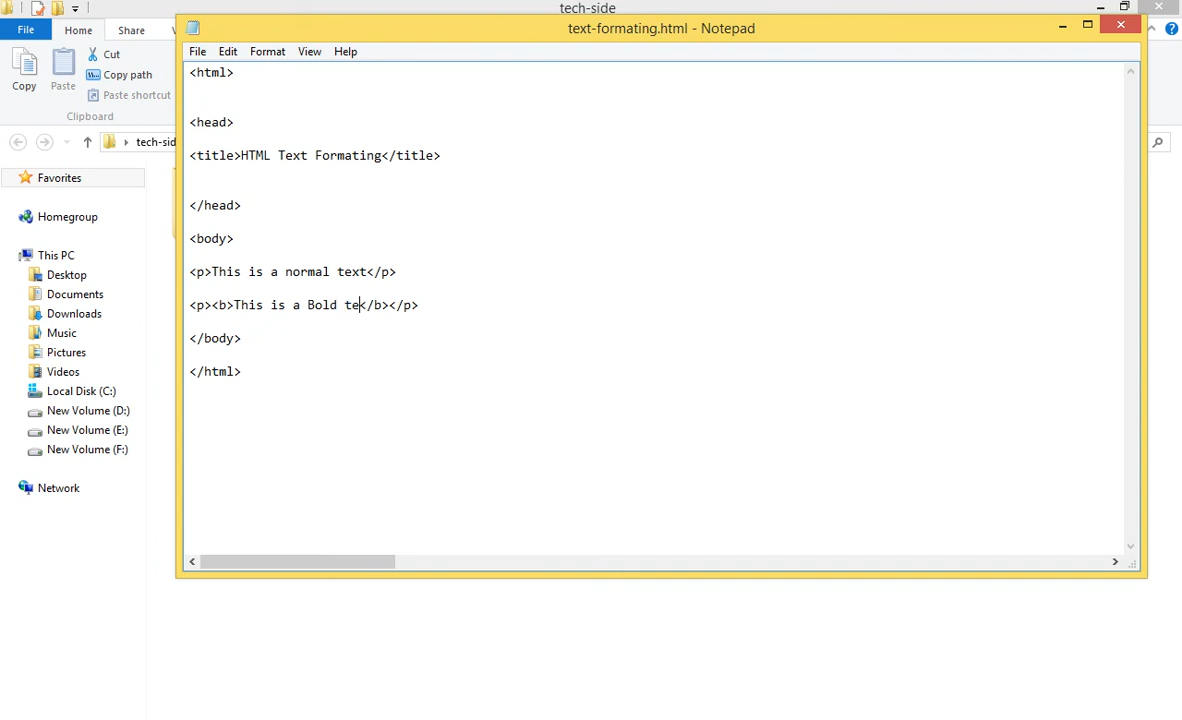 tech-side
File Home Share
Copy
Paste
Cut
Copy path
Paste shortcut
Clipboard
tech-sid
Favorites
Homegroup
This PC
Desktop
Documents
Downloads
Music
Pictures
Videos
Local Disk (C:)
New Volume (D:)
New Volume (E:)
New Volume (F:)
Network
text-formating.html - Notepad
File Edit Format View Help
<html>
<head>
<title>HTML Text Formating</title>
</head>
<body>
<p>This is a normal text</p>
<p><b>This is a Bold te</b></p>
</body>
</html>